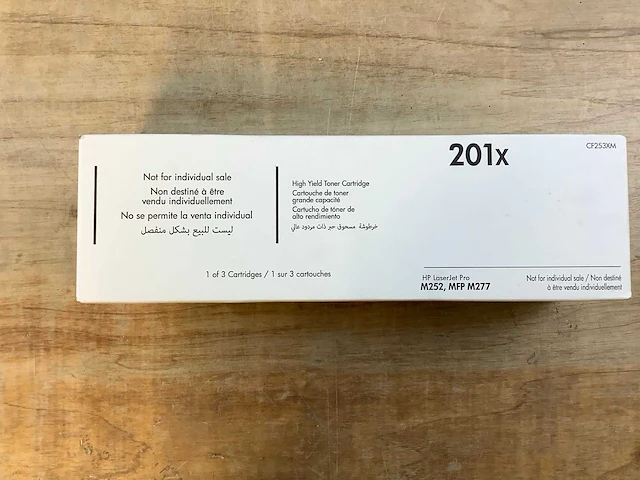 201x
CF253XM
Not for individual sale
Non destiné à être
vendu individuellement
No se permite la venta individual
ليست للبيع بشكل منفصل
High Yield Toner Cartridge
Cartouche de toner
grande capacité
Cartucho de tóner de
alto rendimiento
خرطوشة مسحوق حبر ذات مردود عالي
1 of 3 Cartridges / 1 sur 3 cartouches
HP LaserJet Pro
M252, MFP M277
Not for individual sale / Non destiné
à être vendu individuellement